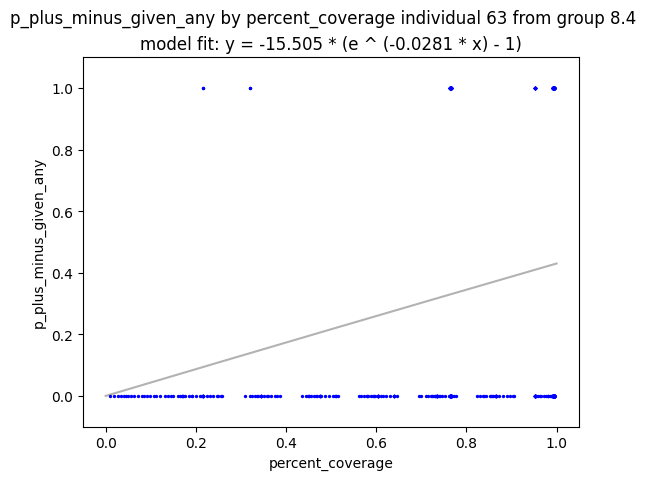 p_plus_minus_given_any by percent_coverage individual 63 from group 8.4
model fit: y = -15.505 * (e ^ (-0.0281 * x) - 1)
1.0
0.8
0.6
0.4
0.2
0.0
p_plus_minus_given_any
0.0 0.2 0.4 0.6 0.8 1.0
percent_coverage